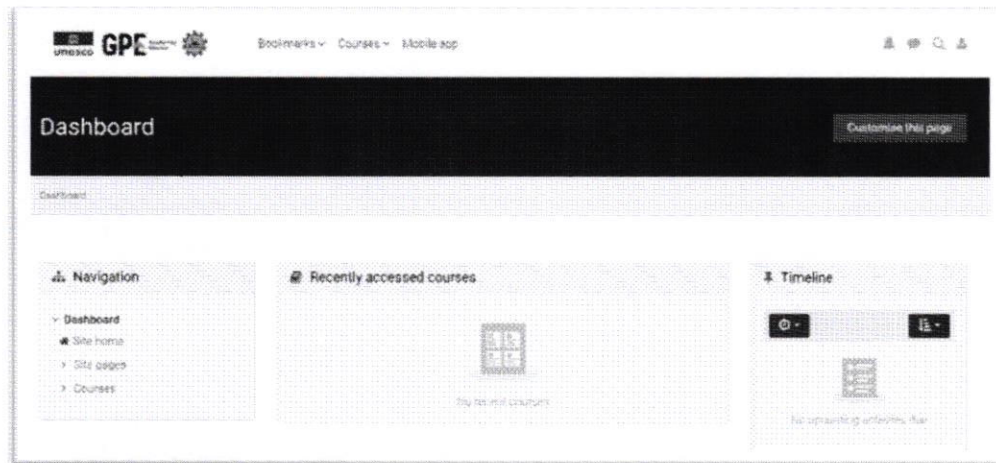 unesco GPE
Bookmarks Courses Mobile app
Dashboard
Customise this page
Dashboard
Navigation
Dashboard
Site home
Site pages
Courses
Recently accessed courses
No recent courses
Timeline
No upcoming activities due